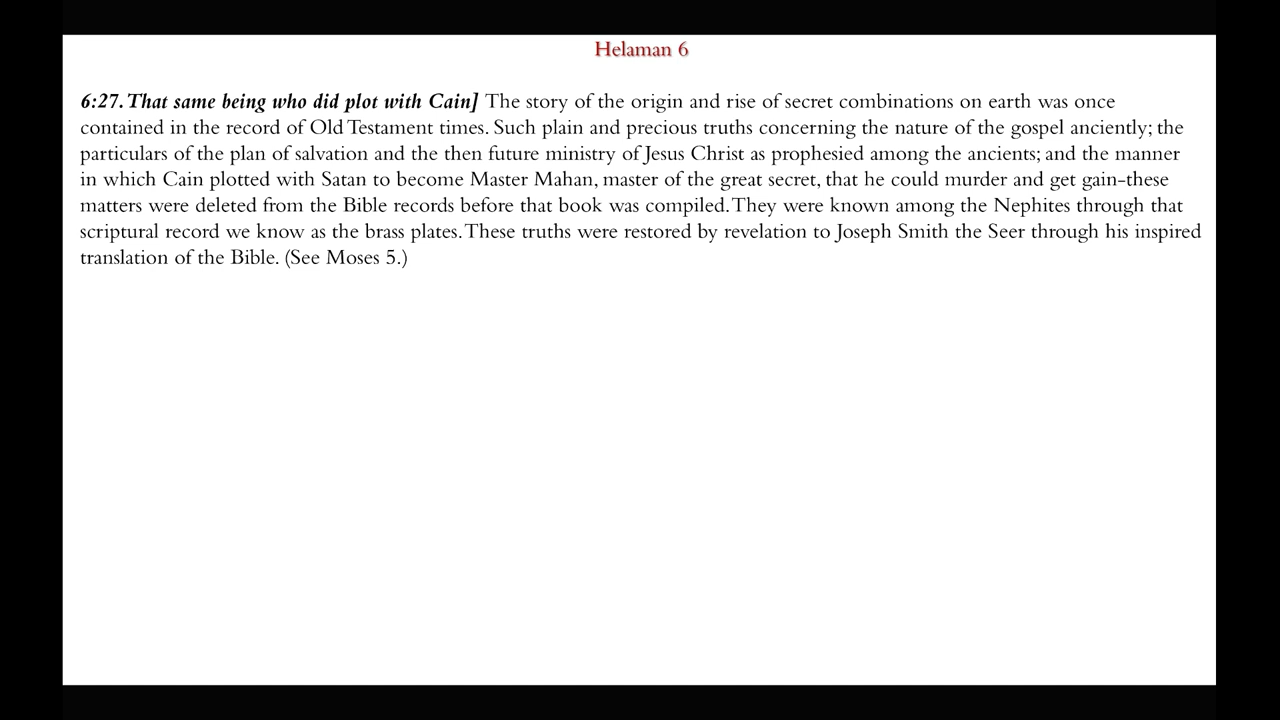 Helaman 6
6:27. That same being who did plot with Cain] The story of the origin and rise of secret combinations on earth was once
contained in the record of Old Testament times. Such plain and precious truths concerning the nature of the gospel anciently; the
particulars of the plan of salvation and the then future ministry of Jesus Christ as prophesied among the ancients; and the manner
in which Cain plotted with Satan to become Master Mahan, master of the great secret, that he could murder and get gain-these
matters were deleted from the Bible records before that book was compiled. They were known among the Nephites through that
scriptural record we know as the brass plates. These truths were restored by revelation to Joseph Smith the Seer through his inspired
translation of the Bible. (See Moses 5.)